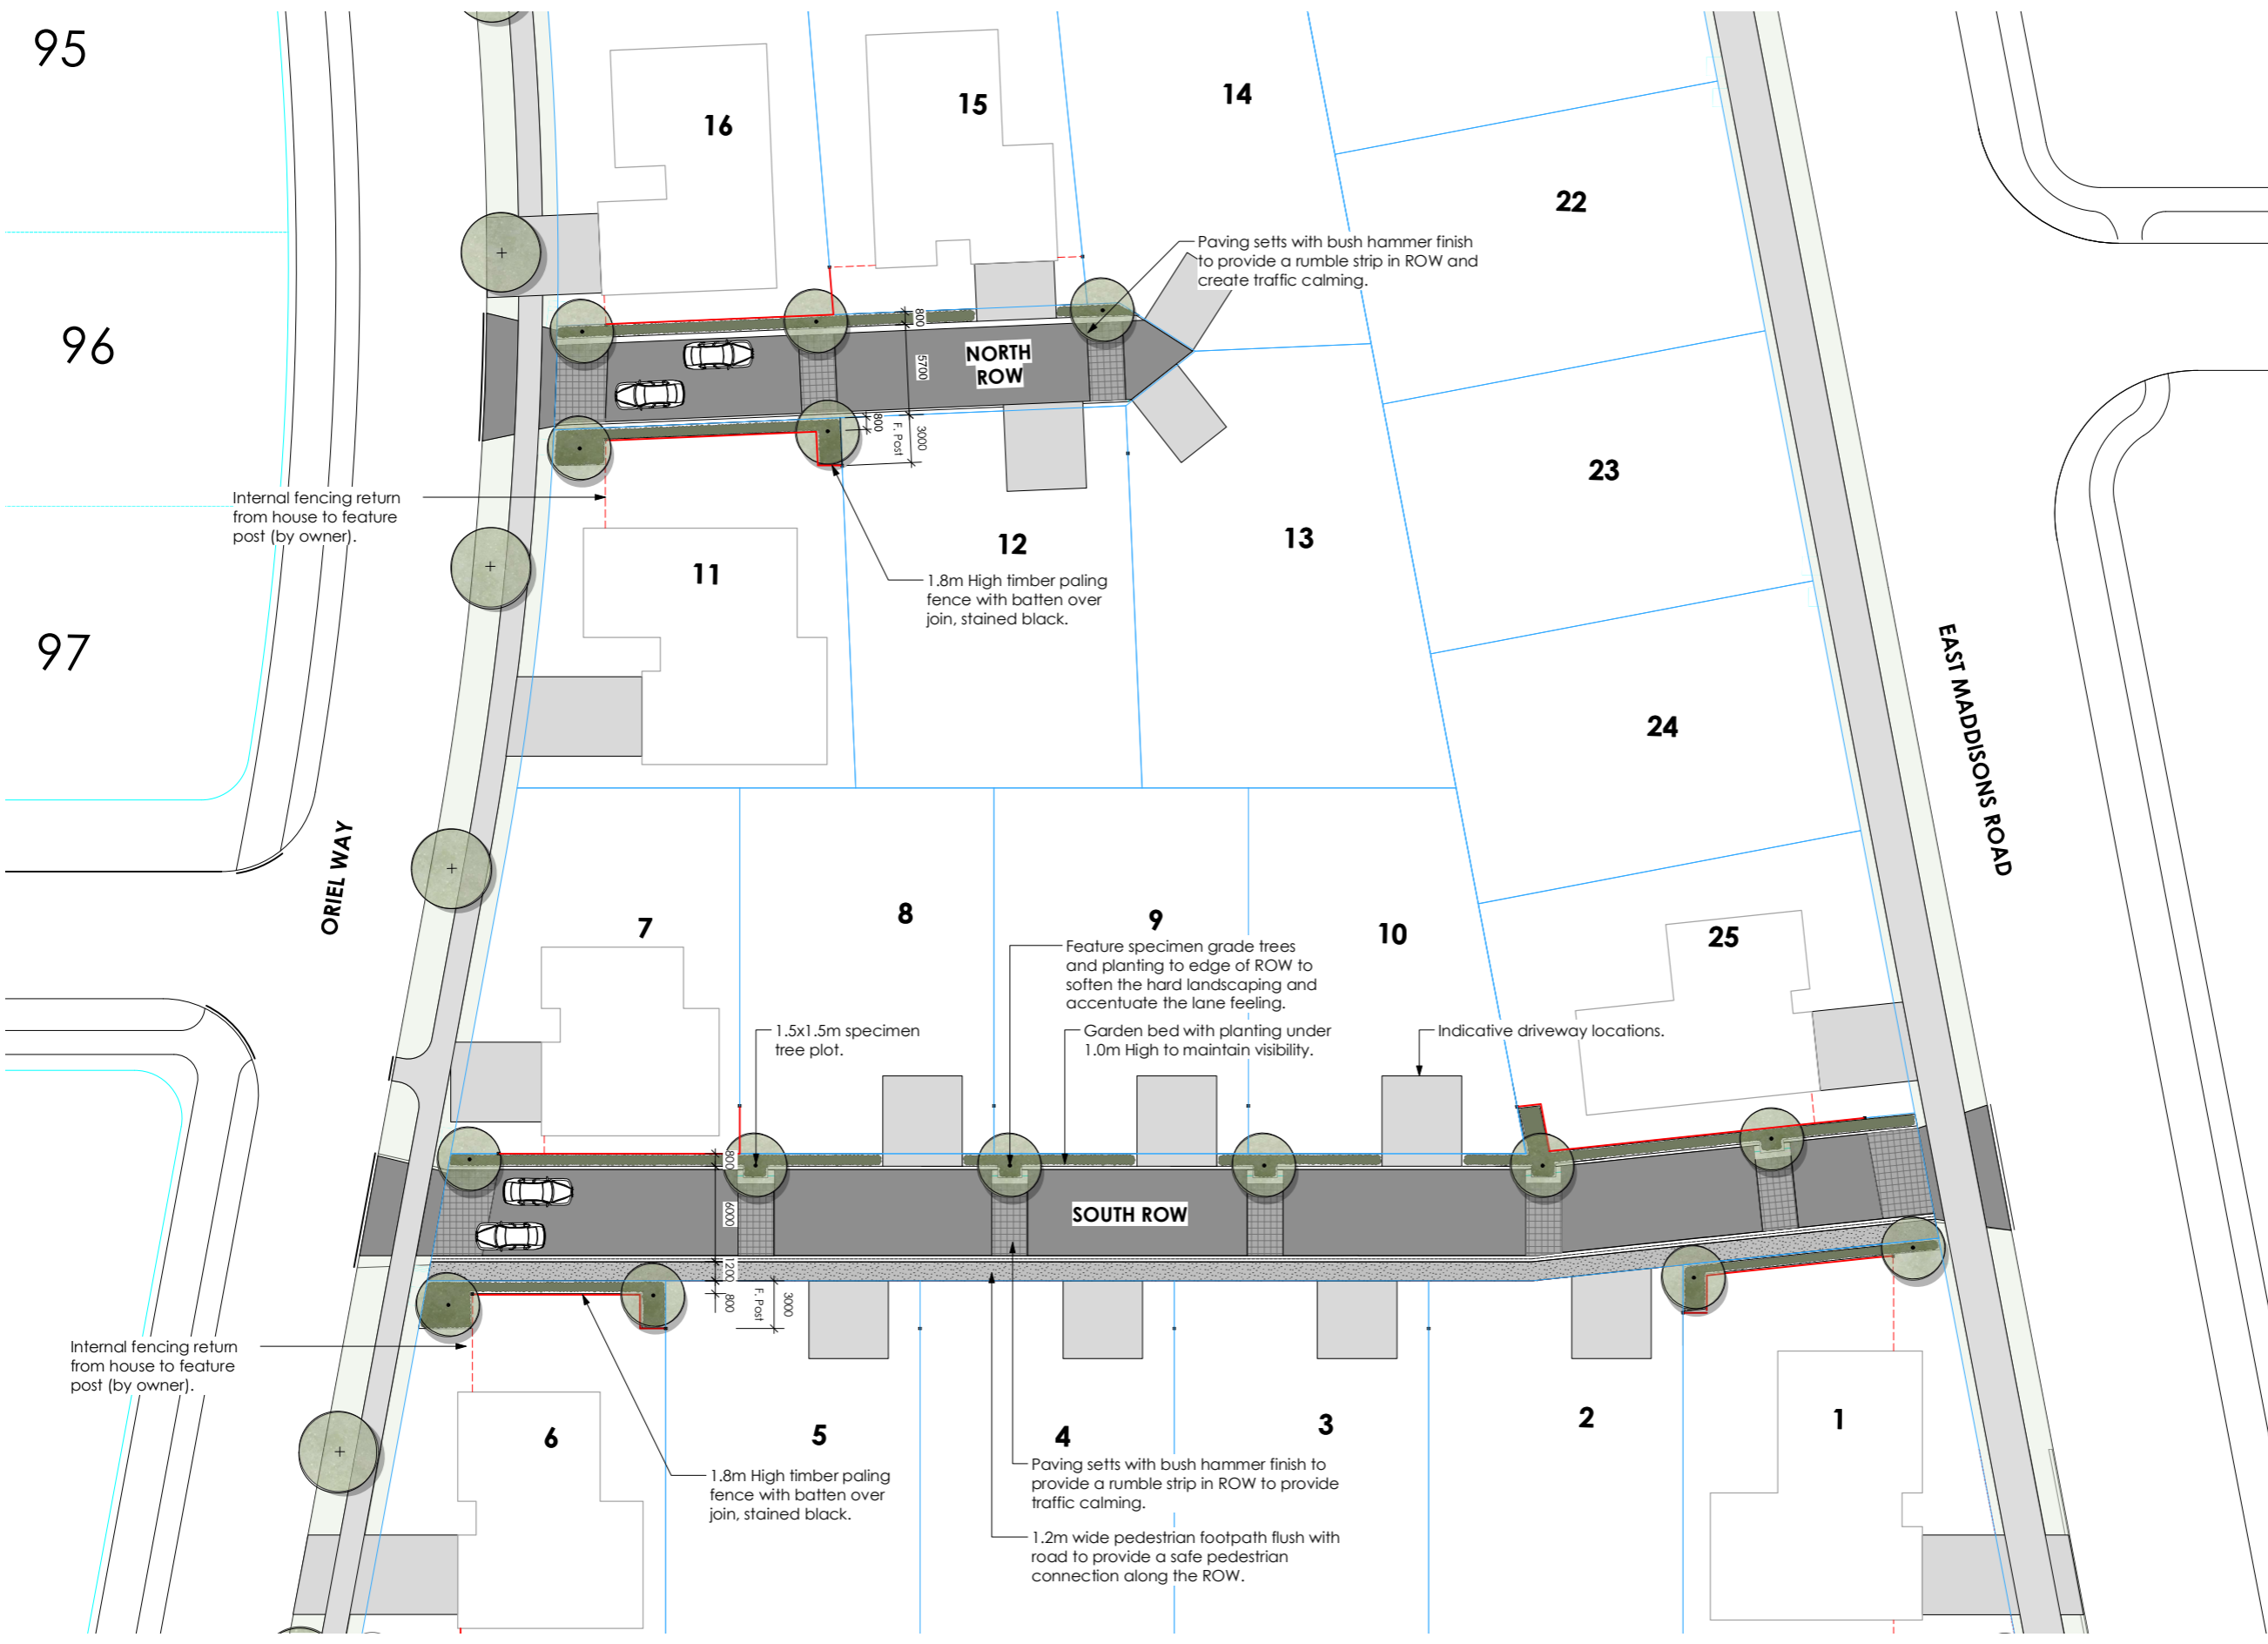 95
16
15
14
22
Paving setts with bush hammer finish
to provide a rumble strip in ROW and
create traffic calming.
96
800
5700
NORTH
ROW
800
F. Post
3000
23
Internal fencing return
from house to feature
post (by owner).
12
13
11
1.8m High timber paling
fence with batten over
join, stained black.
97
EAST MADDISONS ROAD
24
ORIEL WAY
7
8
9
10
25
Feature specimen grade trees
and planting to edge of ROW to
soften the hard landscaping and
accentuate the lane feeling.
1.5x1.5m specimen
tree plot.
Garden bed with planting under
1.0m High to maintain visibility.
Indicative driveway locations.
800
6000
SOUTH ROW
1200
800
F. Post
3000
Internal fencing return
from house to feature
post (by owner).
6
5
4
3
2
1
1.8m High timber paling
fence with batten over
join, stained black.
Paving setts with bush hammer finish to
provide a rumble strip in ROW to provide
traffic calming.
1.2m wide pedestrian footpath flush with
road to provide a safe pedestrian
connection along the ROW.